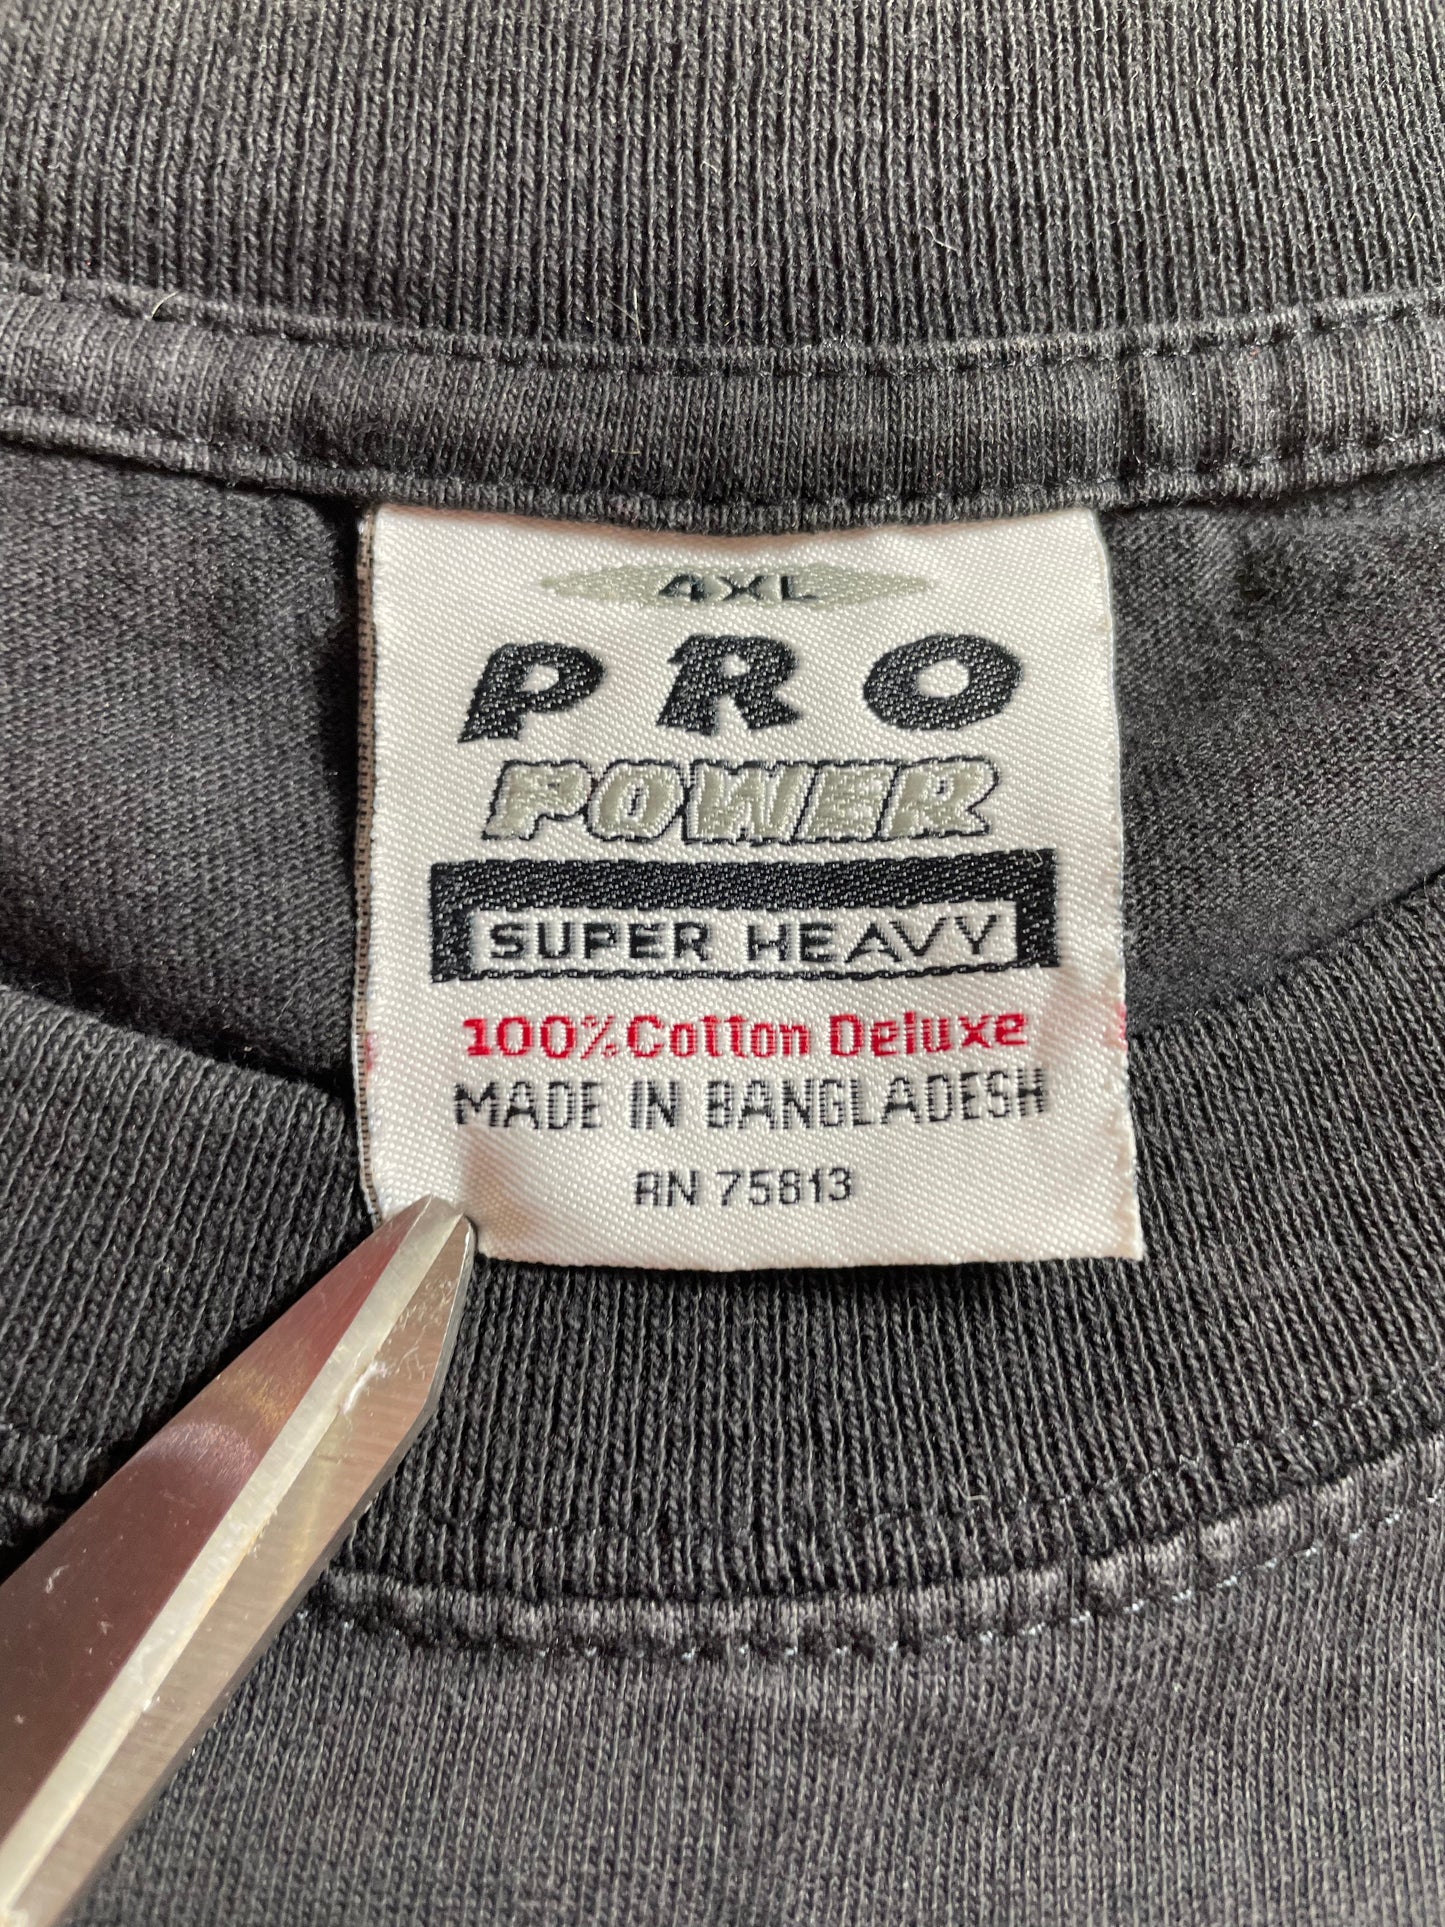 4XL
PRO
POWER
SUPER HEAVY
100% Cotton Deluxe
MADE IN BANGLADESH
RN 75813